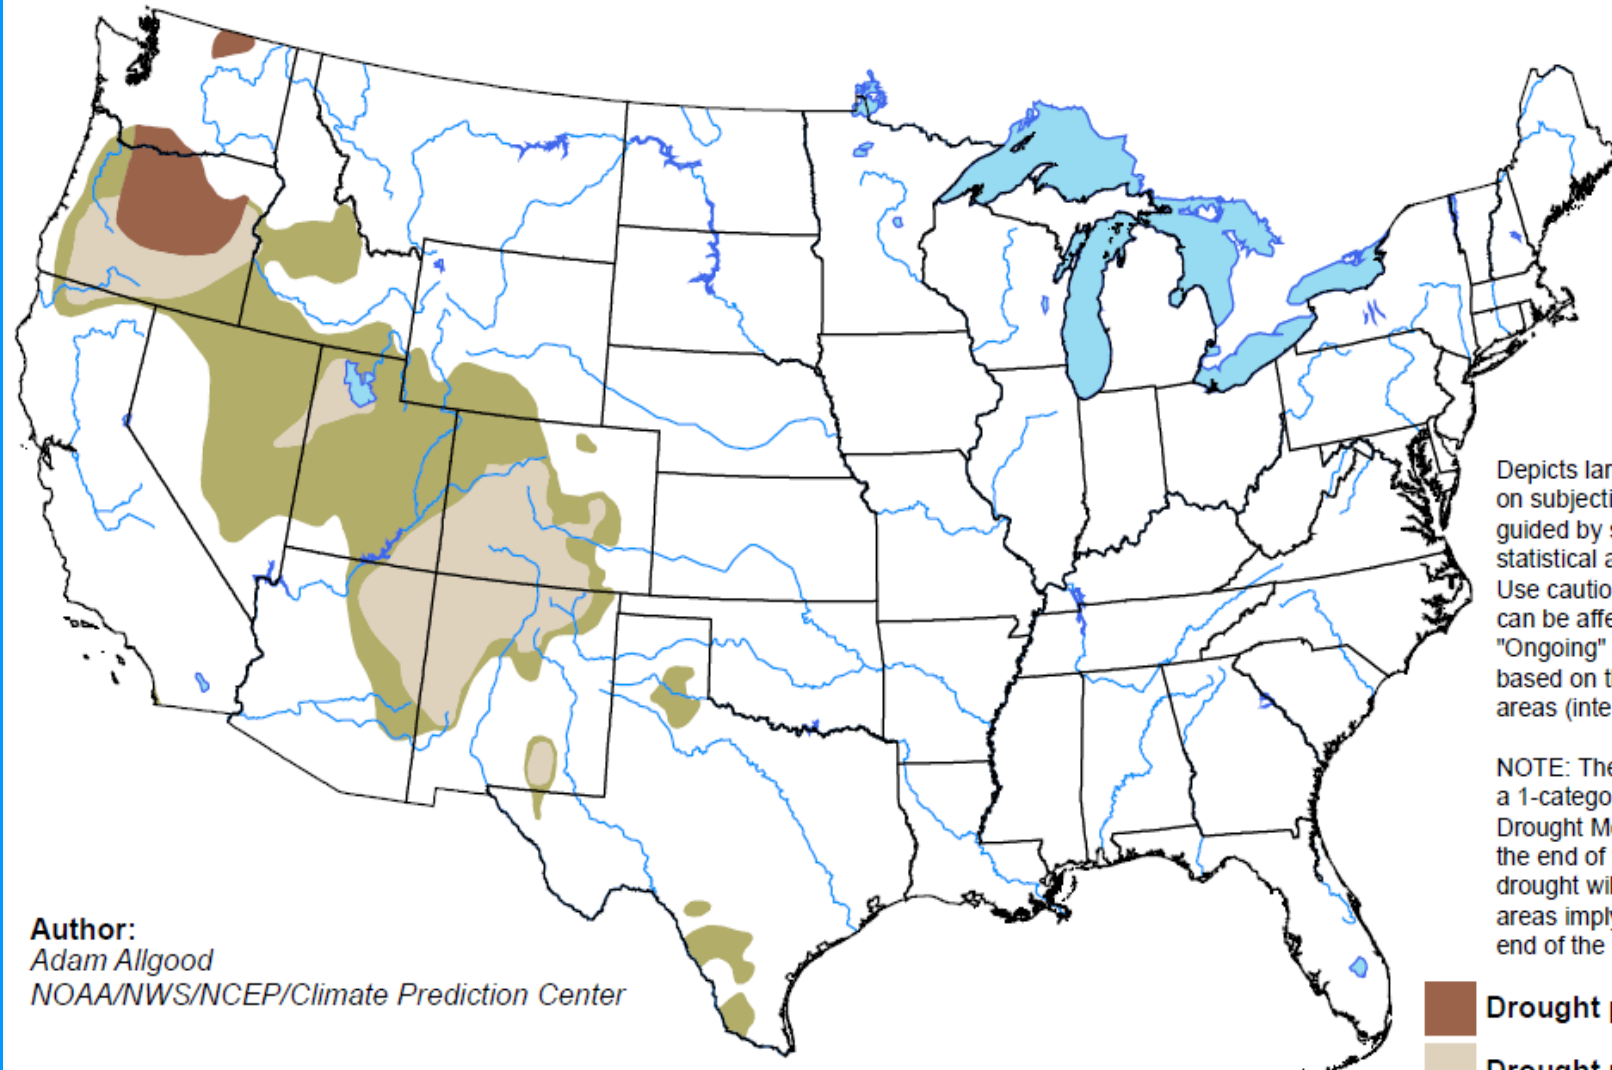 Depicts lar
on subjecti
guided by s
statistical a
Use cautio
can be affe
"Ongoing"
based on t
areas (inte
NOTE: The
a 1-catego
Drought M
the end of
drought wil
areas imply
end of the
Author:
Adam Allgood
NOAA/NWS/NCEP/Climate Prediction Center
Drought p
Drought